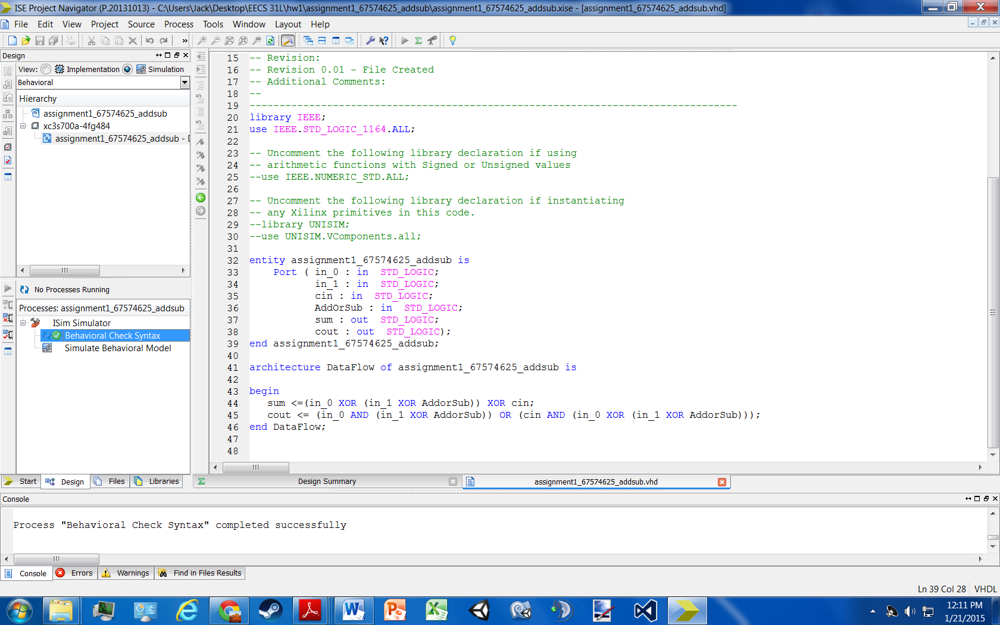 ISE Project Navigator (P.20131013) - C:\Users\Jack\Desktop\EECS 31L\hw1\assignment1_67574625_addsub\assignment1_67574625_addsub.xise - [assignment1_67574625_addsub.vhd]
File Edit View Project Source Process Tools Window Layout Help
Design
View: Implementation Simulation
Behavioral
Hierarchy
assignment1_67574625_addsub
xc3s700a-4fg484
assignment1_67574625_addsub -
No Processes Running
Processes: assignment1_67574625_addsub
ISim Simulator
Behavioral Check Syntax
Simulate Behavioral Model
Start Design Files Libraries
15 -- Revision:
16 -- Revision 0.01 - File Created
17 -- Additional Comments:
18 --
19 ----------------------------------------------------------------------------------
20 library IEEE;
21 use IEEE.STD_LOGIC_1164.ALL;
22
23 -- Uncomment the following library declaration if using
24 -- arithmetic functions with Signed or Unsigned values
25 --use IEEE.NUMERIC_STD.ALL;
26
27 -- Uncomment the following library declaration if instantiating
28 -- any Xilinx primitives in this code.
29 --library UNISIM;
30 --use UNISIM.VComponents.all;
31
32 entity assignment1_67574625_addsub is
33     Port ( in_0 : in  STD_LOGIC;
34            in_1 : in  STD_LOGIC;
35            cin : in  STD_LOGIC;
36            AddOrSub : in  STD_LOGIC;
37            sum : out  STD_LOGIC;
38            cout : out  STD_LOGIC);
39 end assignment1_67574625_addsub;
40
41 architecture DataFlow of assignment1_67574625_addsub is
42
43 begin
44    sum <=(in_0 XOR (in_1 XOR AddorSub)) XOR cin;
45    cout <= (in_0 AND (in_1 XOR AddorSub)) OR (cin AND (in_0 XOR (in_1 XOR AddorSub)));
46 end DataFlow;
47
48
Design Summary assignment1_67574625_addsub.vhd
Console
Process "Behavioral Check Syntax" completed successfully
Console Errors Warnings Find in Files Results
Ln 39 Col 28 VHDL
12:11 PM
1/21/2015